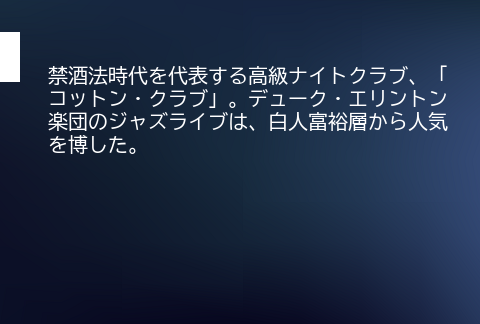 禁酒法時代を代表する高級ナイトクラブ、「
コットン・クラブ」。デューク・エリントン
楽団のジャズライブは、白人富裕層から人気
を博した。